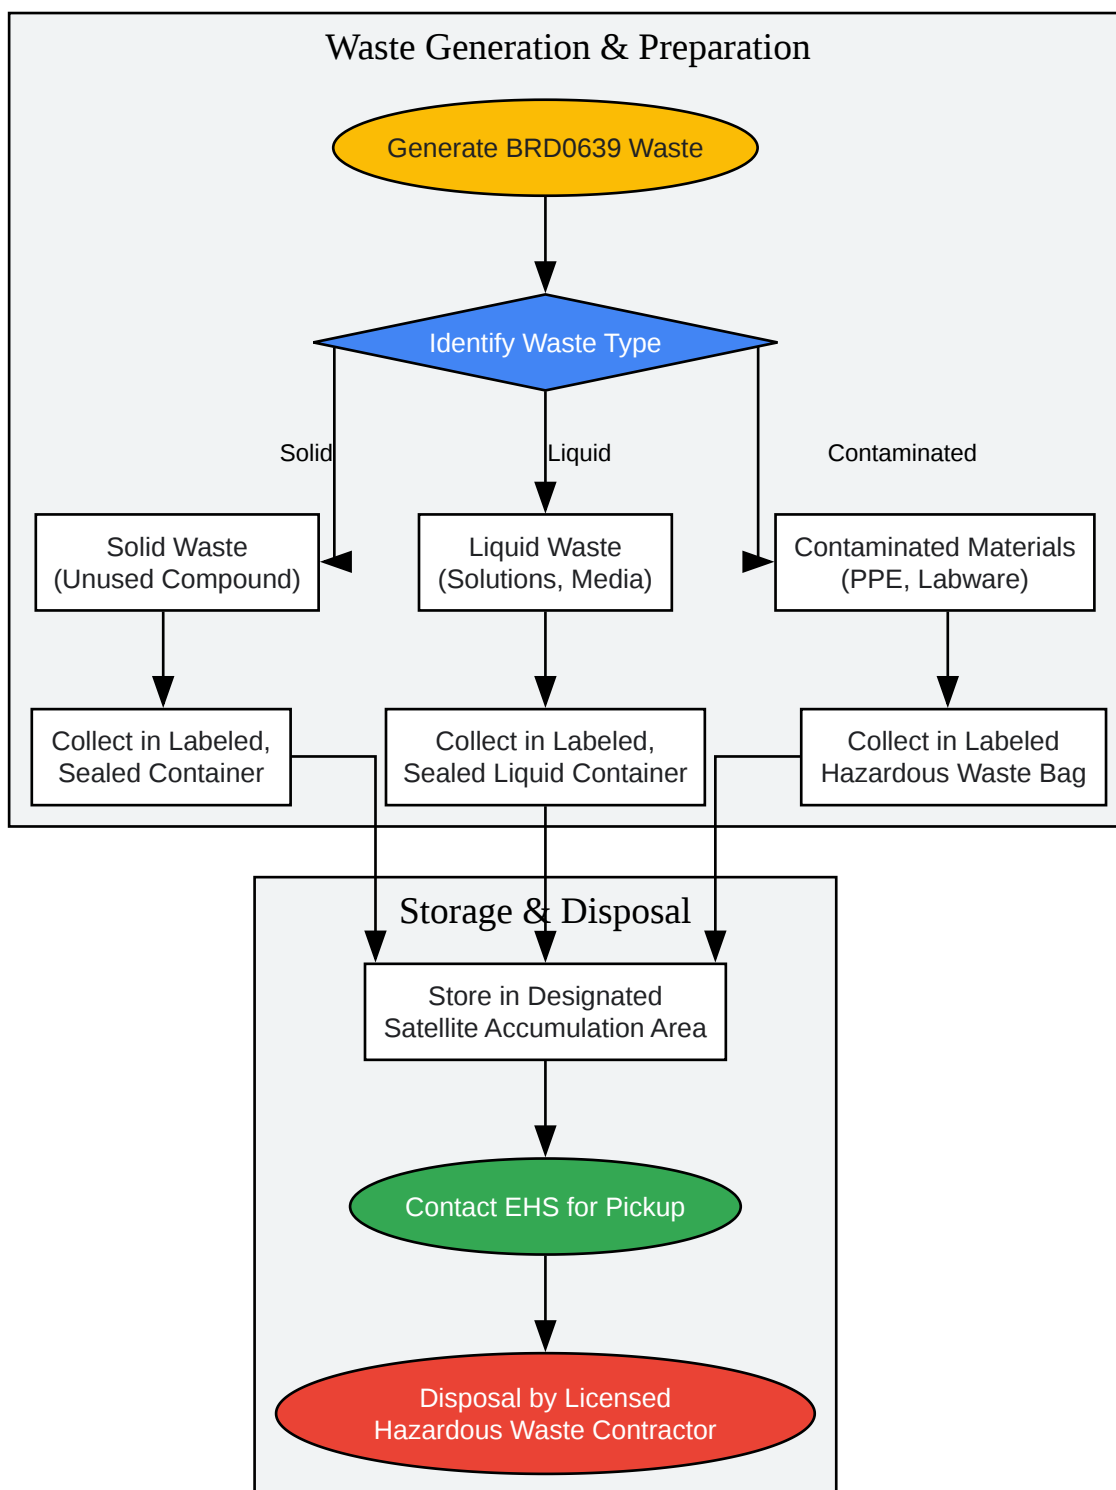 Waste Generation & Preparation
Generate BRD0639 Waste
Identify Waste Type
Solid
Liquid
Contaminated
Solid Waste
(Unused Compound)
Liquid Waste
(Solutions, Media)
Contaminated Materials
(PPE, Labware)
Collect in Labeled,
Sealed Container
Collect in Labeled,
Sealed Liquid Container
Collect in Labeled
Hazardous Waste Bag
Storage & Disposal
Store in Designated
Satellite Accumulation Area
Contact EHS for Pickup
Disposal by Licensed
Hazardous Waste Contractor